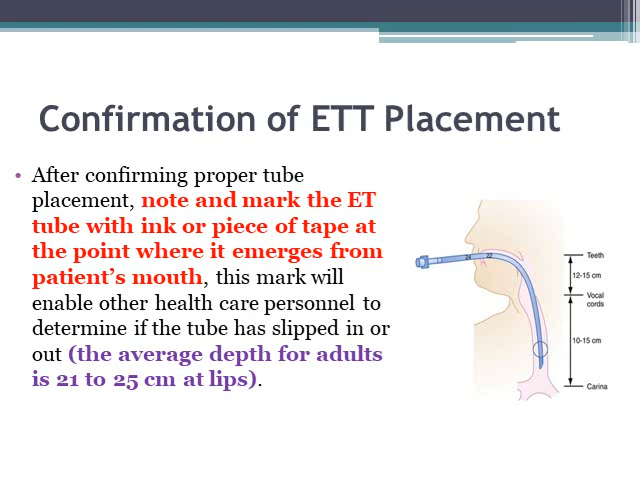 Confirmation of ETT Placement
• After confirming proper tube
placement, note and mark the ET
tube with ink or piece of tape at
the point where it emerges from
patient's mouth, this mark will
enable other health care personnel to
determine if the tube has slipped in or
out (the average depth for adults
is 21 to 25 cm at lips).
22
Teeth
12-15 cm
Vocal
cords
10-15 cm
Carina